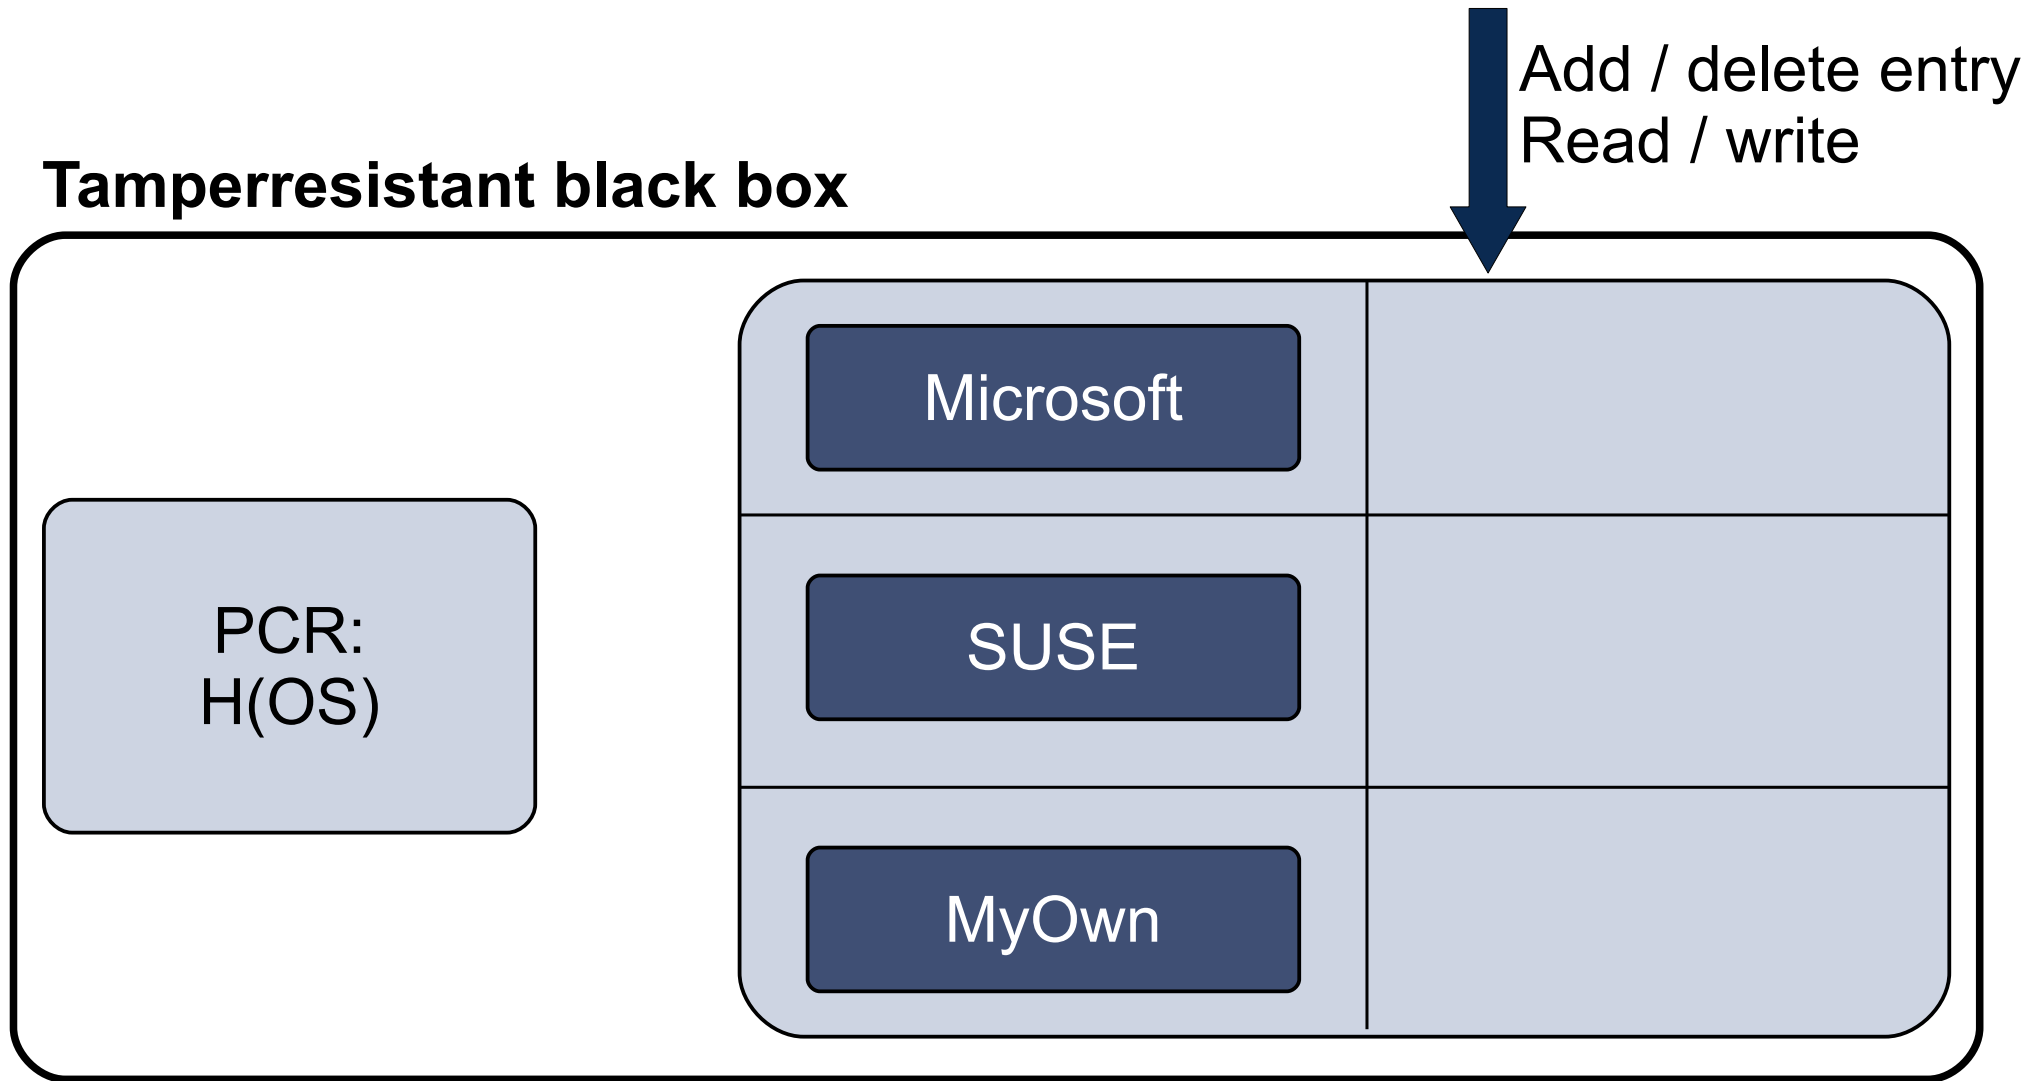 Add / delete entry
Read / write
Tamperresistant black box
Microsoft
PCR:
H(OS)
SUSE
MyOwn